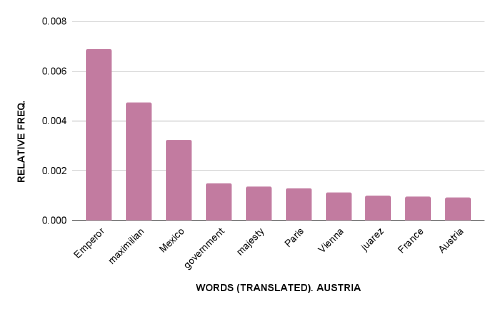 0.008
0.006
0.004
0.002
0.000
RELATIVE FREQ.
Emperor
maximilian
Mexico
government
majesty
Paris
Vienna
juarez
France
Austria
WORDS (TRANSLATED). AUSTRIA